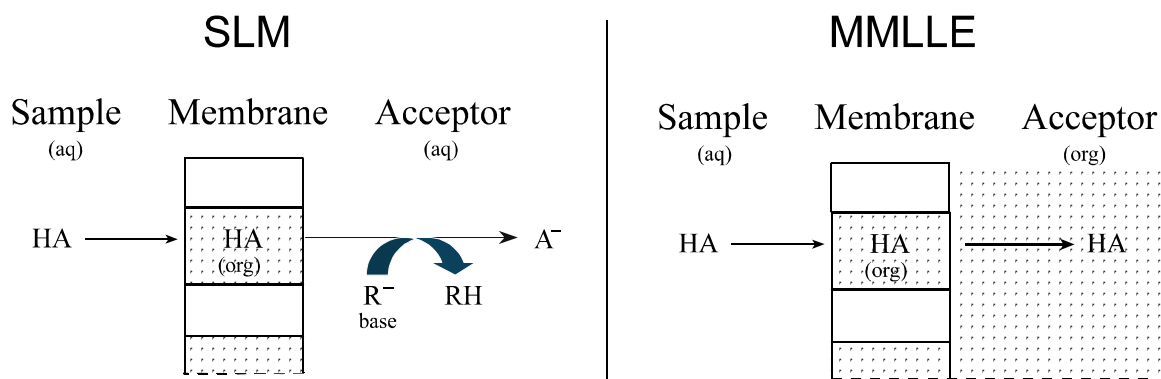 SLM
Sample Membrane Acceptor
(aq) (aq)
HA HA A⁻
(org)
R⁻ RH
base
MMLLE
Sample Membrane Acceptor
(aq) (org)
HA HA HA
(org)